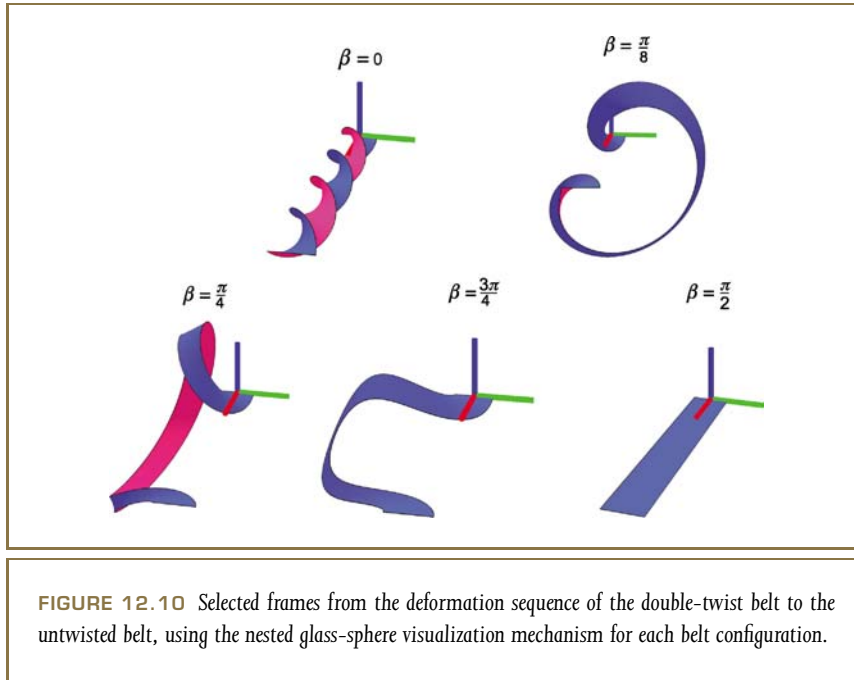 β = 0
β = π/8
β = π/4
β = 3π/4
β = π/2
FIGURE 12.10 Selected frames from the deformation sequence of the double-twist belt to the
untwisted belt, using the nested glass-sphere visualization mechanism for each belt configuration.